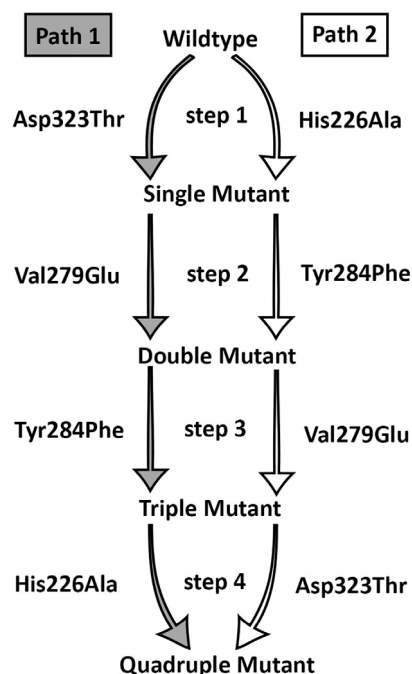 Path 1
Wildtype
Path 2
Asp323Thr
step 1
His226Ala
Single Mutant
Val279Glu
step 2
Tyr284Phe
Double Mutant
Tyr284Phe
step 3
Val279Glu
Triple Mutant
His226Ala
step 4
Asp323Thr
Quadruple Mutant